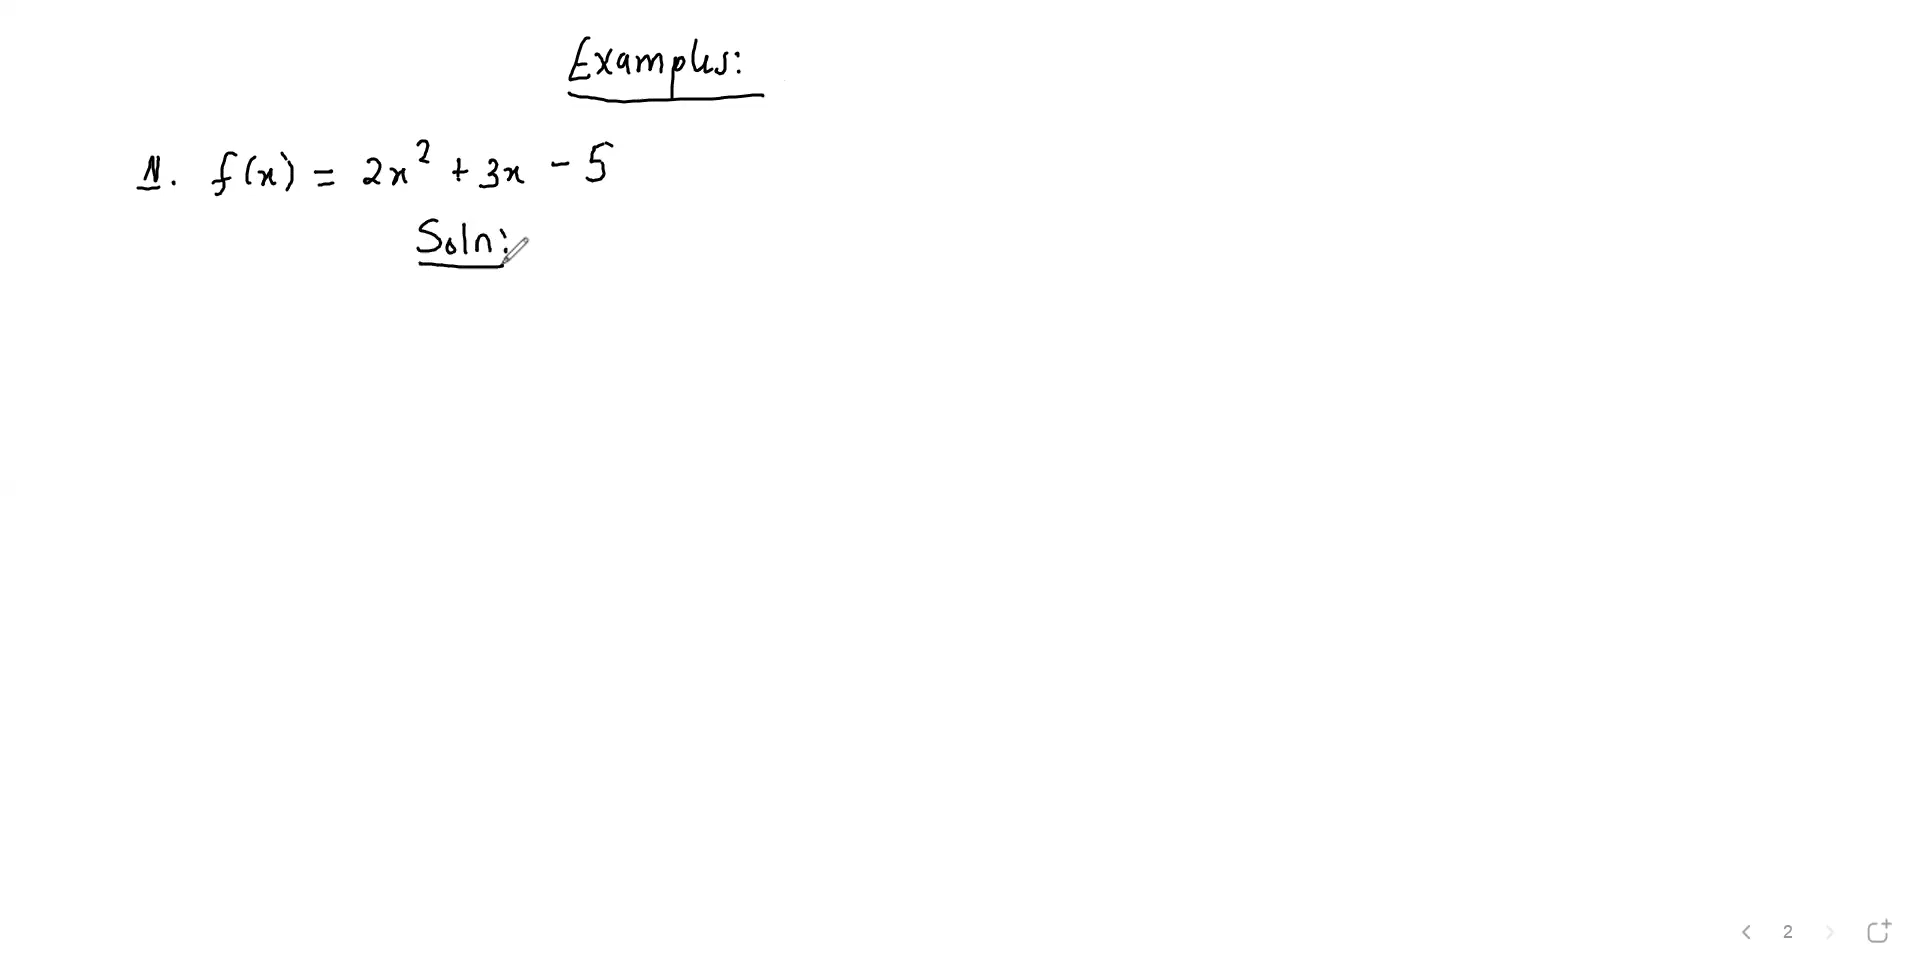 Examples:
1. f(x) = 2x² + 3x - 5
Soln:
2